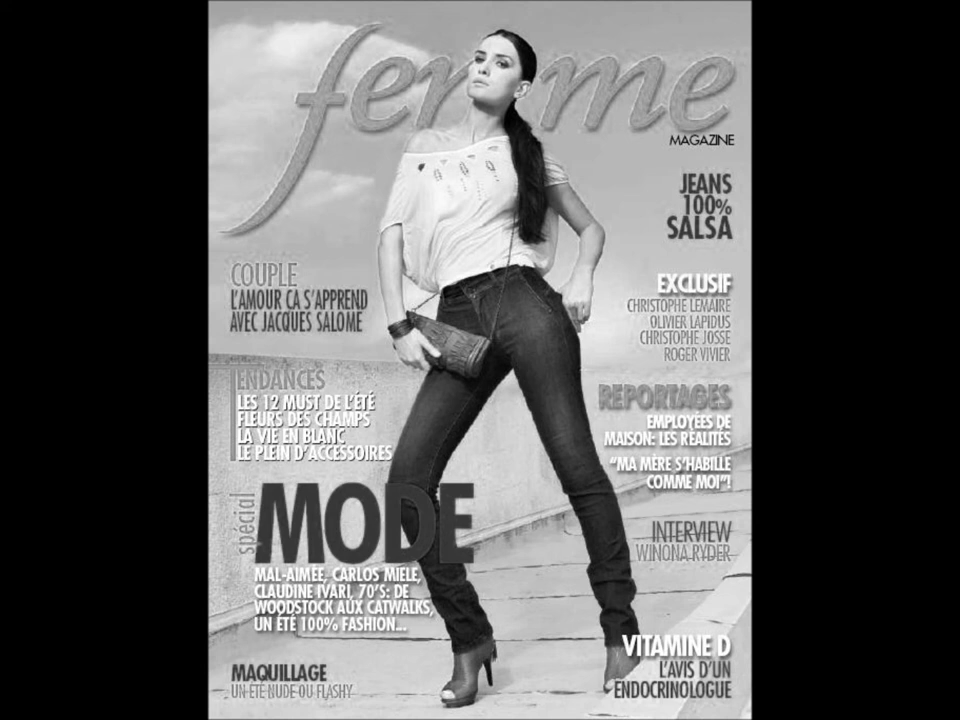 femme
MAGAZINE
JEANS
100%
SALSA
COUPLE
L'AMOUR ÇA S'APPREND
AVEC JACQUES SALOME
EXCLUSIF
CHRISTOPHE LEMAIRE
OLIVIER LAPIDUS
CHRISTOPHE JOSSE
ROGER VIVIER
TENDANCES
LES 12 MUST DE L'ÉTÉ
FLEURS DES CHAMPS
LA VIE EN BLANC
LE PLEIN D'ACCESSOIRES
REPORTAGES
EMPLOYÉES DE
MAISON: LES RÉALITÉS
"MA MÈRE S'HABILLE
COMME MOI"!
spécial
MODE
MAL-AIMÉE, CARLOS MIELE,
CLAUDINE IVARI, 70'S: DE
WOODSTOCK AUX CATWALKS,
UN ÉTÉ 100% FASHION...
INTERVIEW
WINONA RYDER
MAQUILLAGE
UN ÉTÉ NUDE OU FLASHY
VITAMINE D
L'AVIS D'UN
ENDOCRINOLOGUE